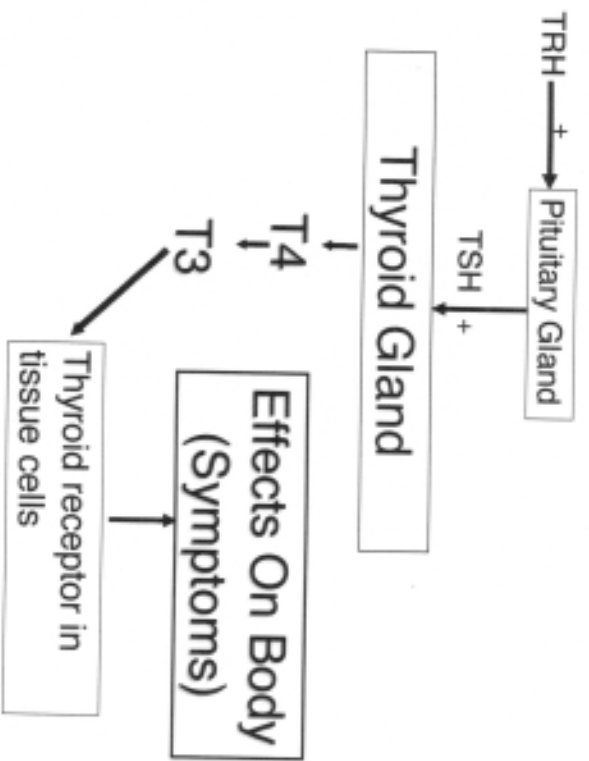 TRH
+
Pituitary Gland
TSH
+
Thyroid Gland
T4
T3
Thyroid receptor in
tissue cells
Effects On Body
(Symptoms)